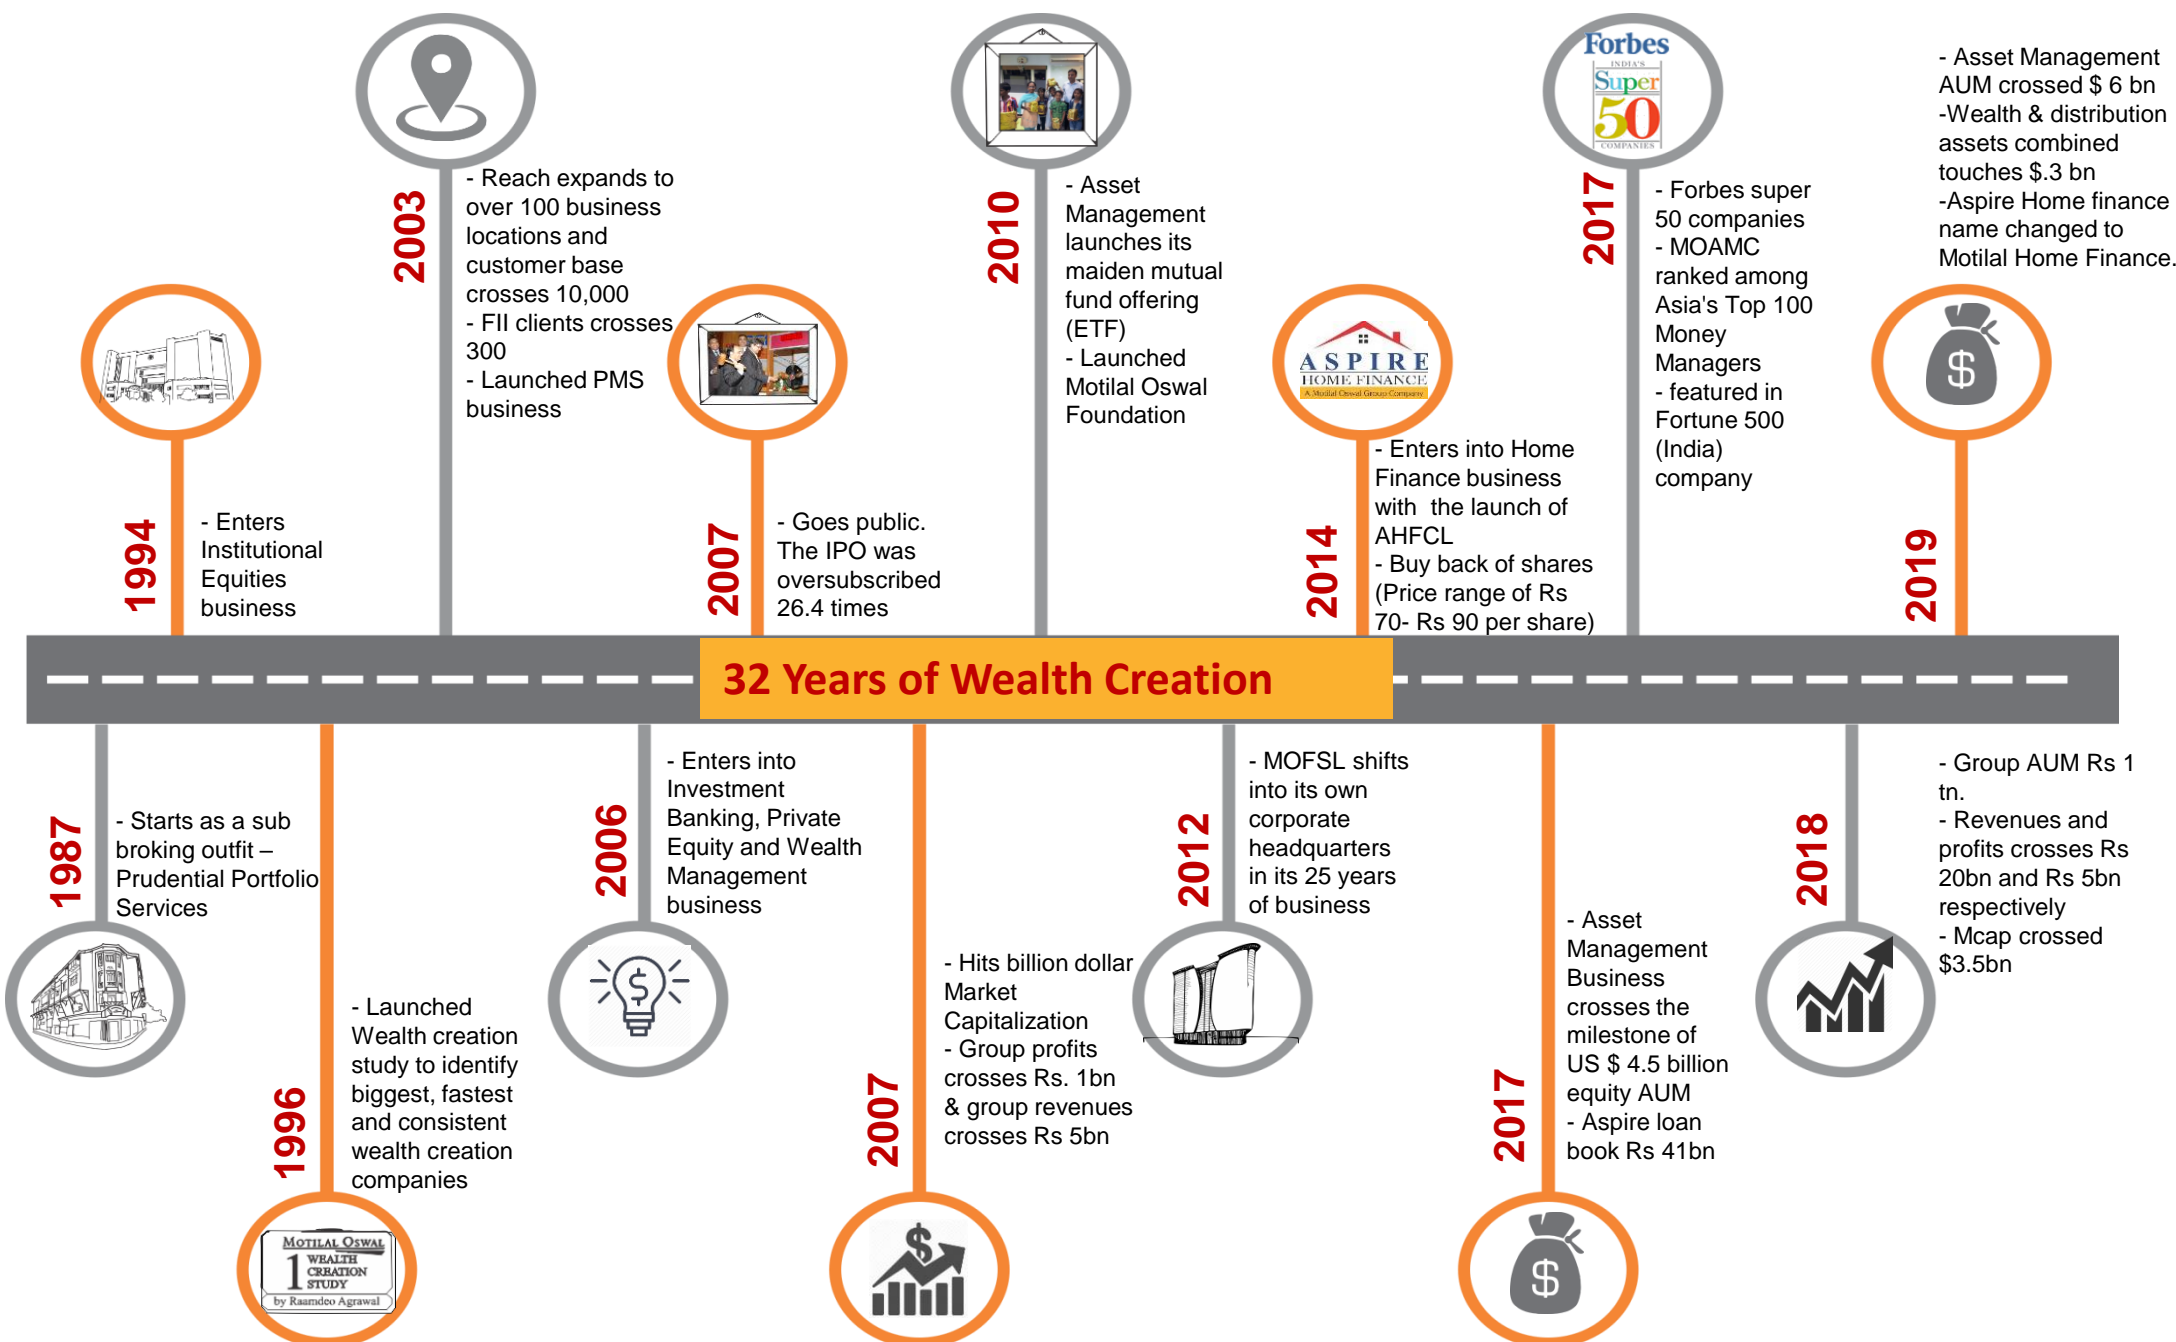 Forbes
INDIA'S
Super
50
COMPANIES
- Asset Management
AUM crossed $ 6 bn
-Wealth & distribution
assets combined
touches $.3 bn
-Aspire Home finance
name changed to
Motilal Home Finance.
2003
- Reach expands to
over 100 business
locations and
customer base
crosses 10,000
- FII clients crosses
300
- Launched PMS
business
2010
- Asset
Management
launches its
maiden mutual
fund offering
(ETF)
- Launched
Motilal Oswal
Foundation
2017
- Forbes super
50 companies
- MOAMC
ranked among
Asia's Top 100
Money
Managers
- featured in
Fortune 500
(India)
company
ASPIRE
HOME FINANCE
A Motilal Oswal Group Company
$
1994
- Enters
Institutional
Equities
business
2007
- Goes public.
The IPO was
oversubscribed
26.4 times
2014
- Enters into Home
Finance business
with  the launch of
AHFCL
- Buy back of shares
(Price range of Rs
70- Rs 90 per share)
2019
32 Years of Wealth Creation
1987
- Starts as a sub
broking outfit –
Prudential Portfolio
Services
1996
- Launched
Wealth creation
study to identify
biggest, fastest
and consistent
wealth creation
companies
MOTILAL OSWAL
1 WEALTH
CREATION
STUDY
by Raamdeo Agrawal
2006
- Enters into
Investment
Banking, Private
Equity and Wealth
Management
business
$
2007
- Hits billion dollar
Market
Capitalization
- Group profits
crosses Rs. 1bn
& group revenues
crosses Rs 5bn
$
2012
- MOFSL shifts
into its own
corporate
headquarters
in its 25 years
of business
2017
- Asset
Management
Business
crosses the
milestone of
US $ 4.5 billion
equity AUM
- Aspire loan
book Rs 41bn
$
2018
- Group AUM Rs 1
tn.
- Revenues and
profits crosses Rs
20bn and Rs 5bn
respectively
- Mcap crossed
$3.5bn